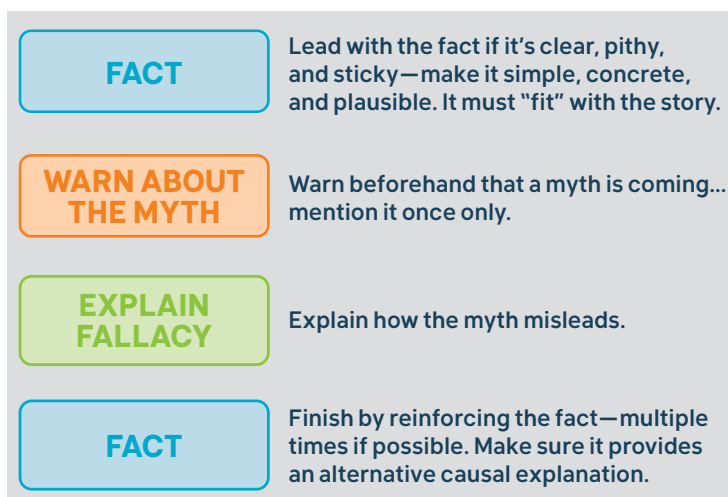 FACT
Lead with the fact if it’s clear, pithy,
and sticky—make it simple, concrete,
and plausible. It must “fit” with the story.
WARN ABOUT
THE MYTH
Warn beforehand that a myth is coming...
mention it once only.
EXPLAIN
FALLACY
Explain how the myth misleads.
FACT
Finish by reinforcing the fact—multiple
times if possible. Make sure it provides
an alternative causal explanation.